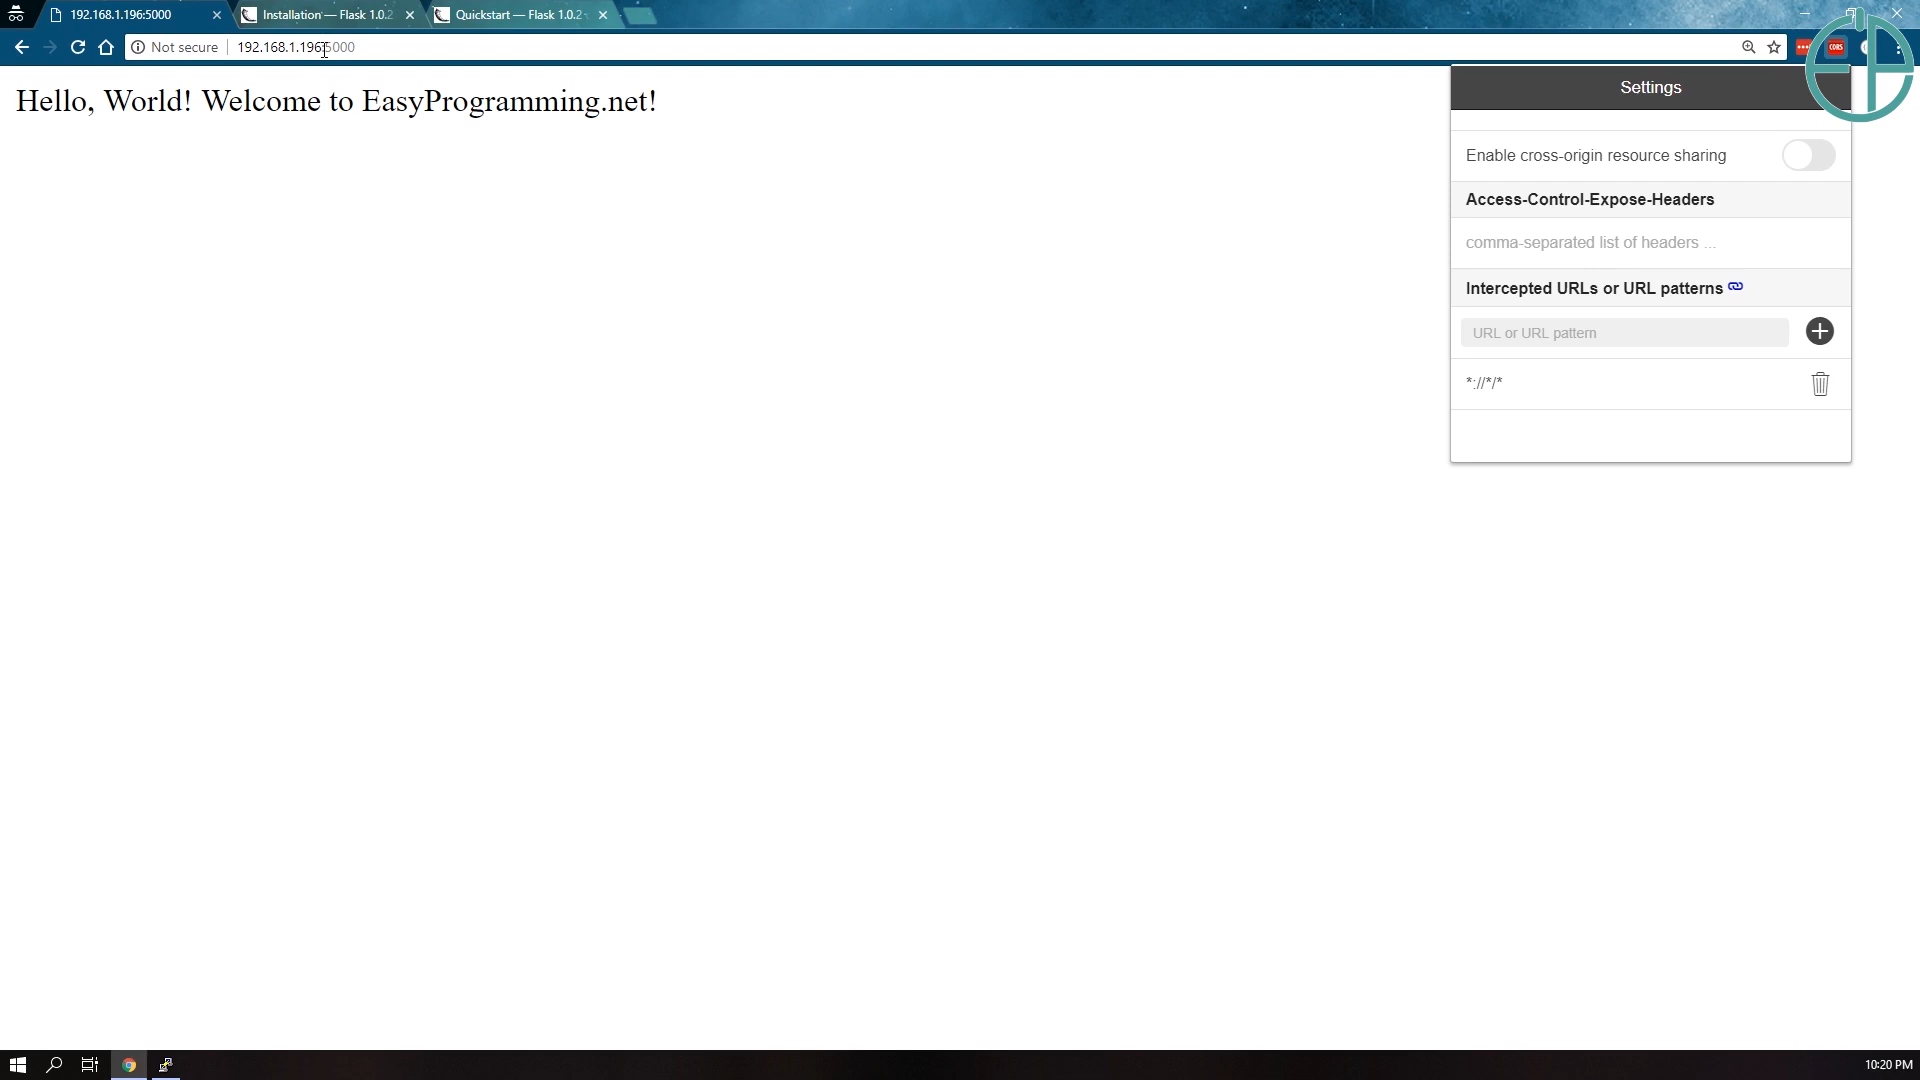 192.168.1.196:5000
Installation — Flask 1.0.2
Quickstart — Flask 1.0.2
Not secure
192.168.1.196:5000
CORS
Hello, World! Welcome to EasyProgramming.net!
Settings
Enable cross-origin resource sharing
Access-Control-Expose-Headers
comma-separated list of headers ...
Intercepted URLs or URL patterns
URL or URL pattern
*://*/*
10:20 PM